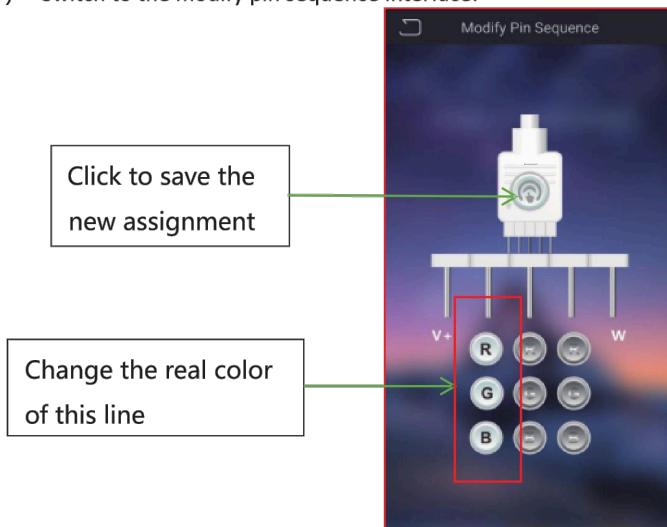 Switch to the modify pin sequence interface.
Modify Pin Sequence
Click to save the
new assignment
V+
W
R
G
B
Change the real color
of this line